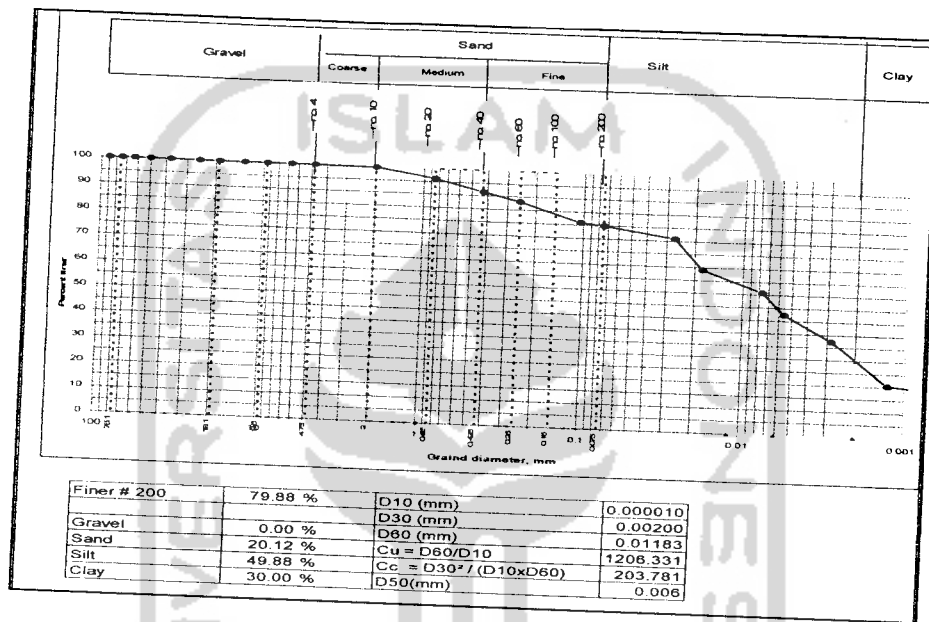 Gravel
Sand
Silt
Clay
Coarse
Medium
Fine
no. 4
no. 10
no. 20
no. 40
no. 60
no. 100
no. 200
ISLAM
UNIVERSITAS
INDONESIA
Percent finer
100
90
80
70
60
50
40
30
20
10
0
100
0.1
0.01
0.001
Graind diameter, mm
Finer # 200 79.88 %
Gravel 0.00 %
Sand 20.12 %
Silt 49.88 %
Clay 30.00 %
D10 (mm) 0.000010
D30 (mm) 0.00200
D60 (mm) 0.01183
Cu = D60/D10 1206.331
Cc = D30² / (D10xD60) 203.781
D50(mm) 0.006